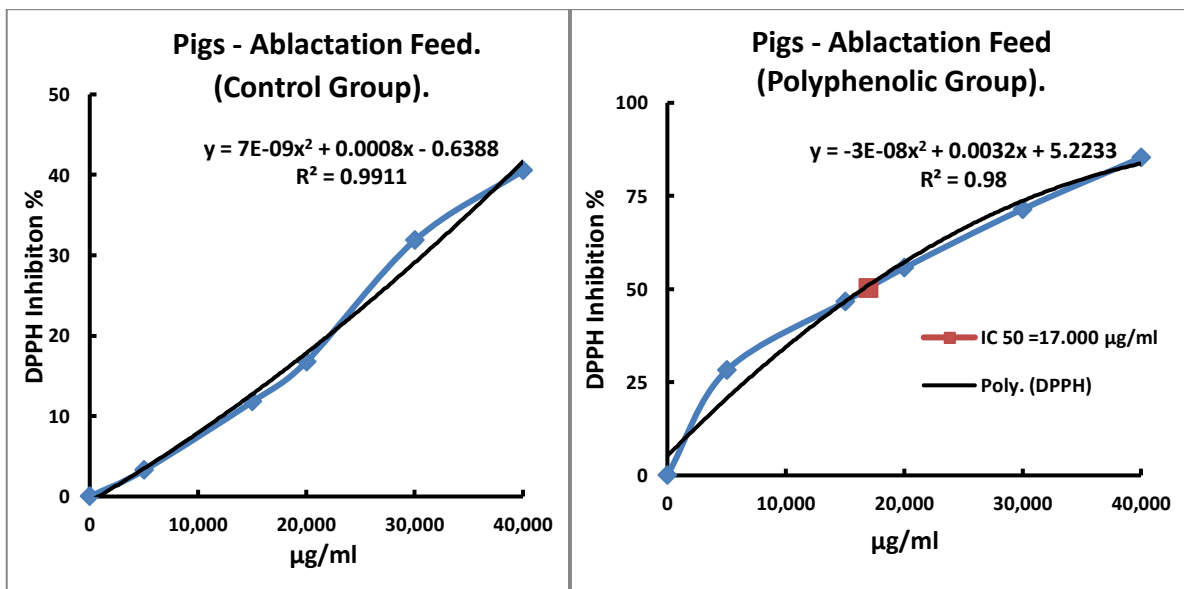 Pigs - Ablactation Feed.
(Control Group).
y = 7E-09x² + 0.0008x - 0.6388
R² = 0.9911
DPPH Inhibiton %
50
40
30
20
10
0
0 10,000 20,000 30,000 40,000
µg/ml
Pigs - Ablactation Feed
(Polyphenolic Group).
y = -3E-08x² + 0.0032x + 5.2233
R² = 0.98
DPPH Inhibition %
100
75
50
25
0
IC 50 =17.000 µg/ml
Poly. (DPPH)
0 10,000 20,000 30,000 40,000
µg/ml